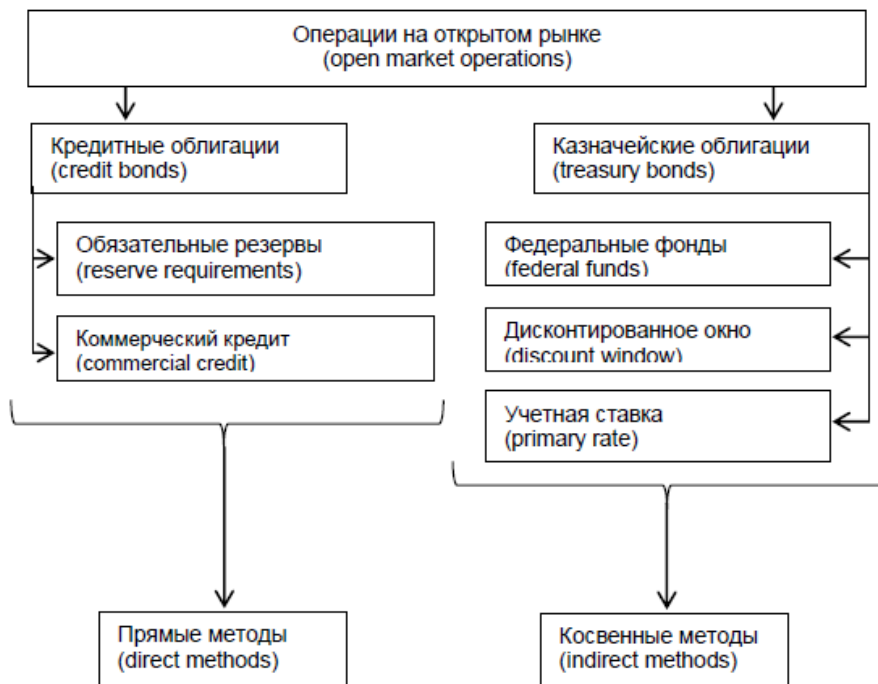 Операции на открытом рынке
(open market operations)
Кредитные облигации
(credit bonds)
Казначейские облигации
(treasury bonds)
Обязательные резервы
(reserve requirements)
Федеральные фонды
(federal funds)
Коммерческий кредит
(commercial credit)
Дисконтированное окно
(discount window)
Учетная ставка
(primary rate)
Прямые методы
(direct methods)
Косвенные методы
(indirect methods)